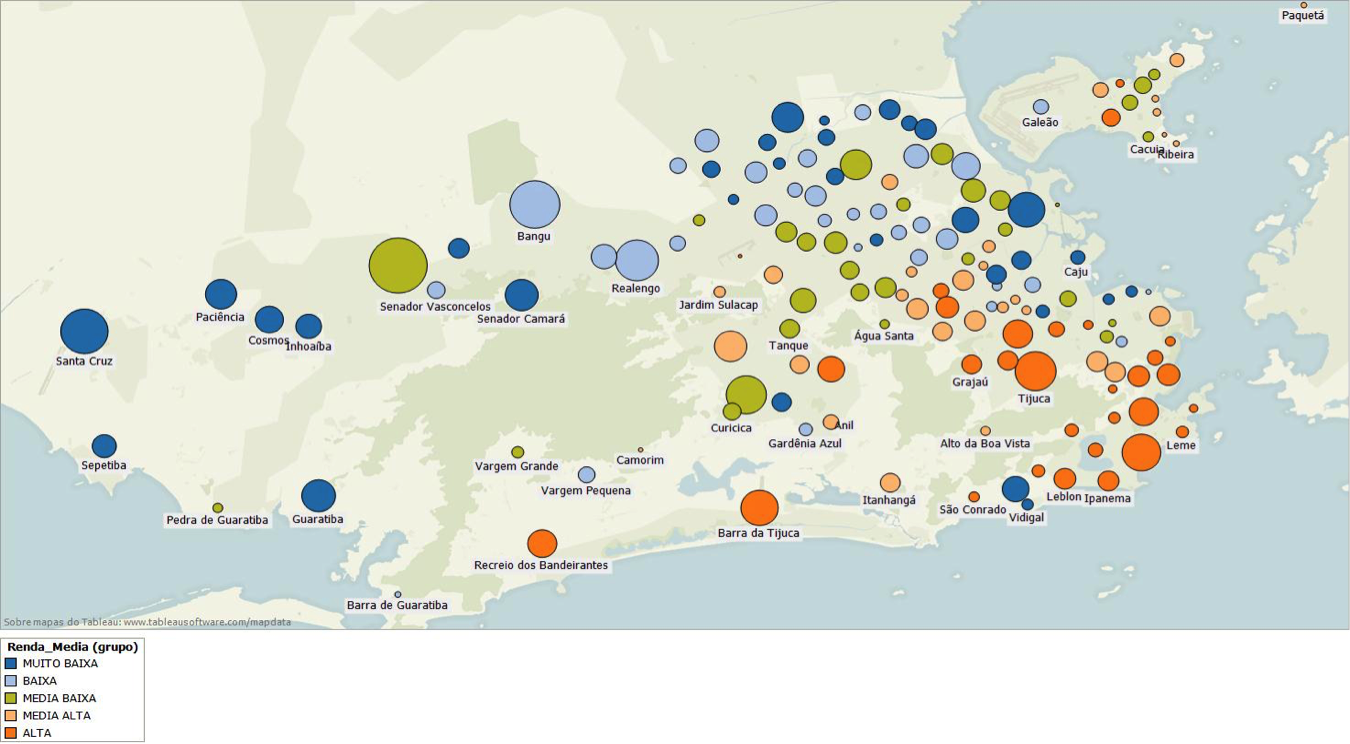 Paquetá
Galeão
Cacuia
Ribeira
Bangu
Caju
Realengo
Senador Vasconcelos
Jardim Sulacap
Paciência
Senador Camará
Cosmos
Inhoaíba
Água Santa
Tanque
Santa Cruz
Grajaú
Tijuca
Curicica
Anil
Gardênia Azul
Alto da Boa Vista
Leme
Camorim
Sepetiba
Vargem Grande
Vargem Pequena
Itanhangá
Leblon
Ipanema
São Conrado
Vidigal
Pedra de Guaratiba
Guaratiba
Barra da Tijuca
Recreio dos Bandeirantes
Barra de Guaratiba
Sobre mapas do Tableau: www.tableausoftware.com/mapdata
Renda_Media (grupo)
MUITO BAIXA
BAIXA
MEDIA BAIXA
MEDIA ALTA
ALTA